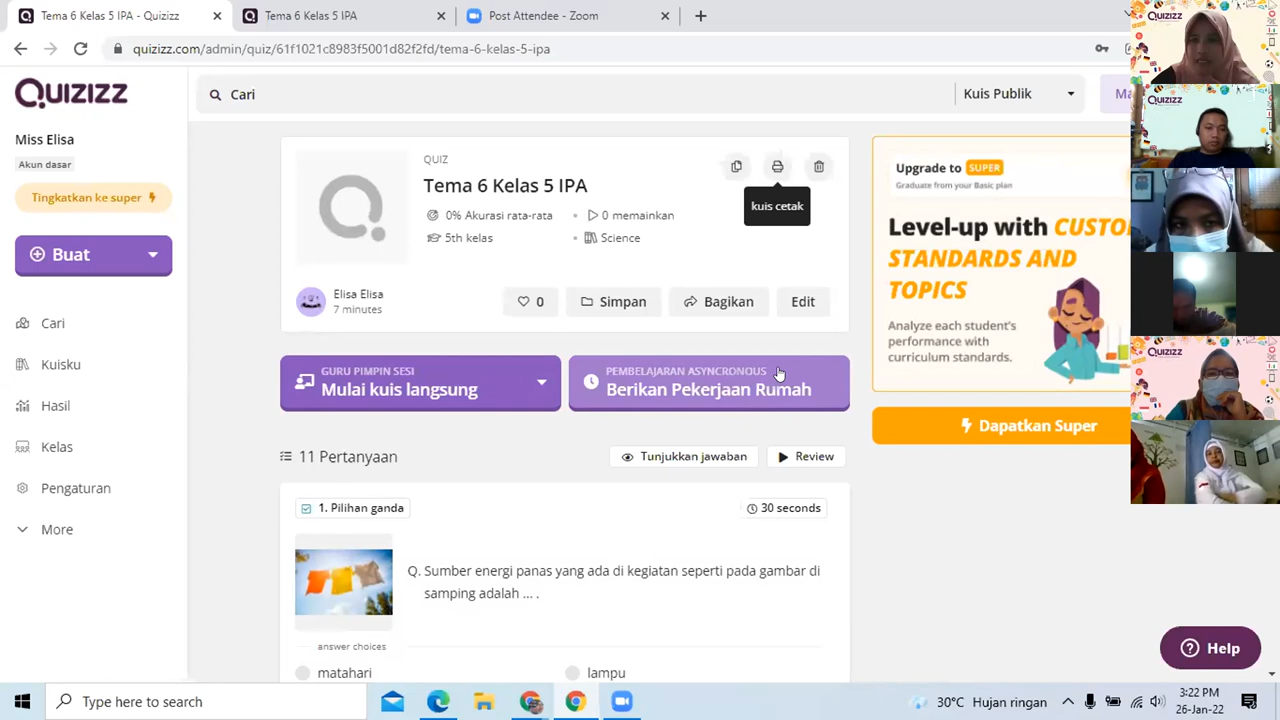 Tema 6 Kelas 5 IPA - Quizizz
Tema 6 Kelas 5 IPA
Post Attendee - Zoom
quizizz.com/admin/quiz/61f1021c8983f5001d82f2fd/tema-6-kelas-5-ipa
Quizizz
Cari
Kuis Publik
Miss Elisa
Akun dasar
Tingkatkan ke super
Buat
Cari
Kuisku
Hasil
Kelas
Pengaturan
More
QUIZ
Tema 6 Kelas 5 IPA
0% Akurasi rata-rata
0 memainkan
5th kelas
Science
kuis cetak
Elisa Elisa
7 minutes
0
Simpan
Bagikan
Edit
GURU PIMPIN SESI
Mulai kuis langsung
PEMBELAJARAN ASYNCRONOUS
Berikan Pekerjaan Rumah
11 Pertanyaan
Tunjukkan jawaban
Review
1. Pilihan ganda
30 seconds
Q. Sumber energi panas yang ada di kegiatan seperti pada gambar di
samping adalah ... .
answer choices
matahari
lampu
Upgrade to SUPER
Graduate from your Basic plan
Level-up with CUSTO
STANDARDS AND
TOPICS
Analyze each student's
performance with
curriculum standards.
Dapatkan Super
QUIZIZZ
QUIZIZZ
QUIZIZZ
Help
Type here to search
30°C Hujan ringan
3:22 PM
26-Jan-22